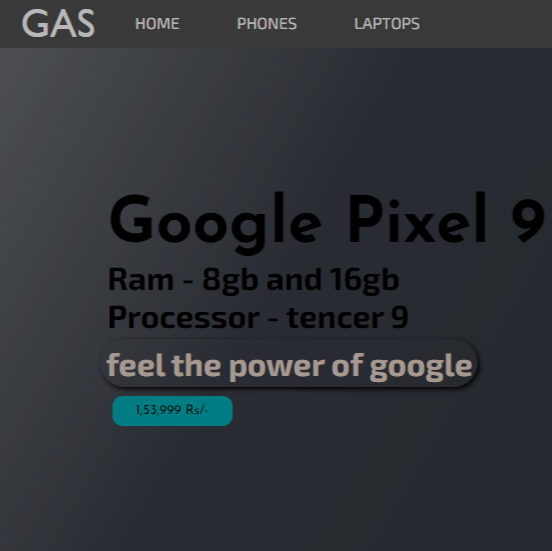 GAS HOME PHONES LAPTOPS
Google Pixel 9
Ram - 8gb and 16gb
Processor - tencer 9
feel the power of google
1,53,999 Rs/-